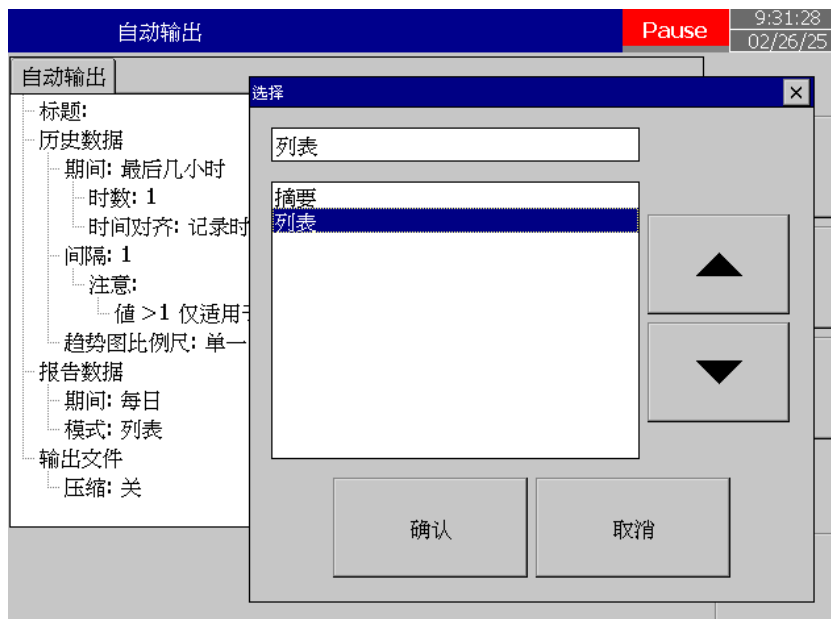 自动输出
Pause
9:31:28
02/26/25
自动输出
标题:
历史数据
期间: 最后几小时
时数: 1
时间对齐: 记录时
间隔: 1
注意:
值 >1 仅适用于
趋势图比例尺: 单一
报告数据
期间: 每日
模式: 列表
输出文件
压缩: 关
选择
列表
摘要
列表
确认
取消